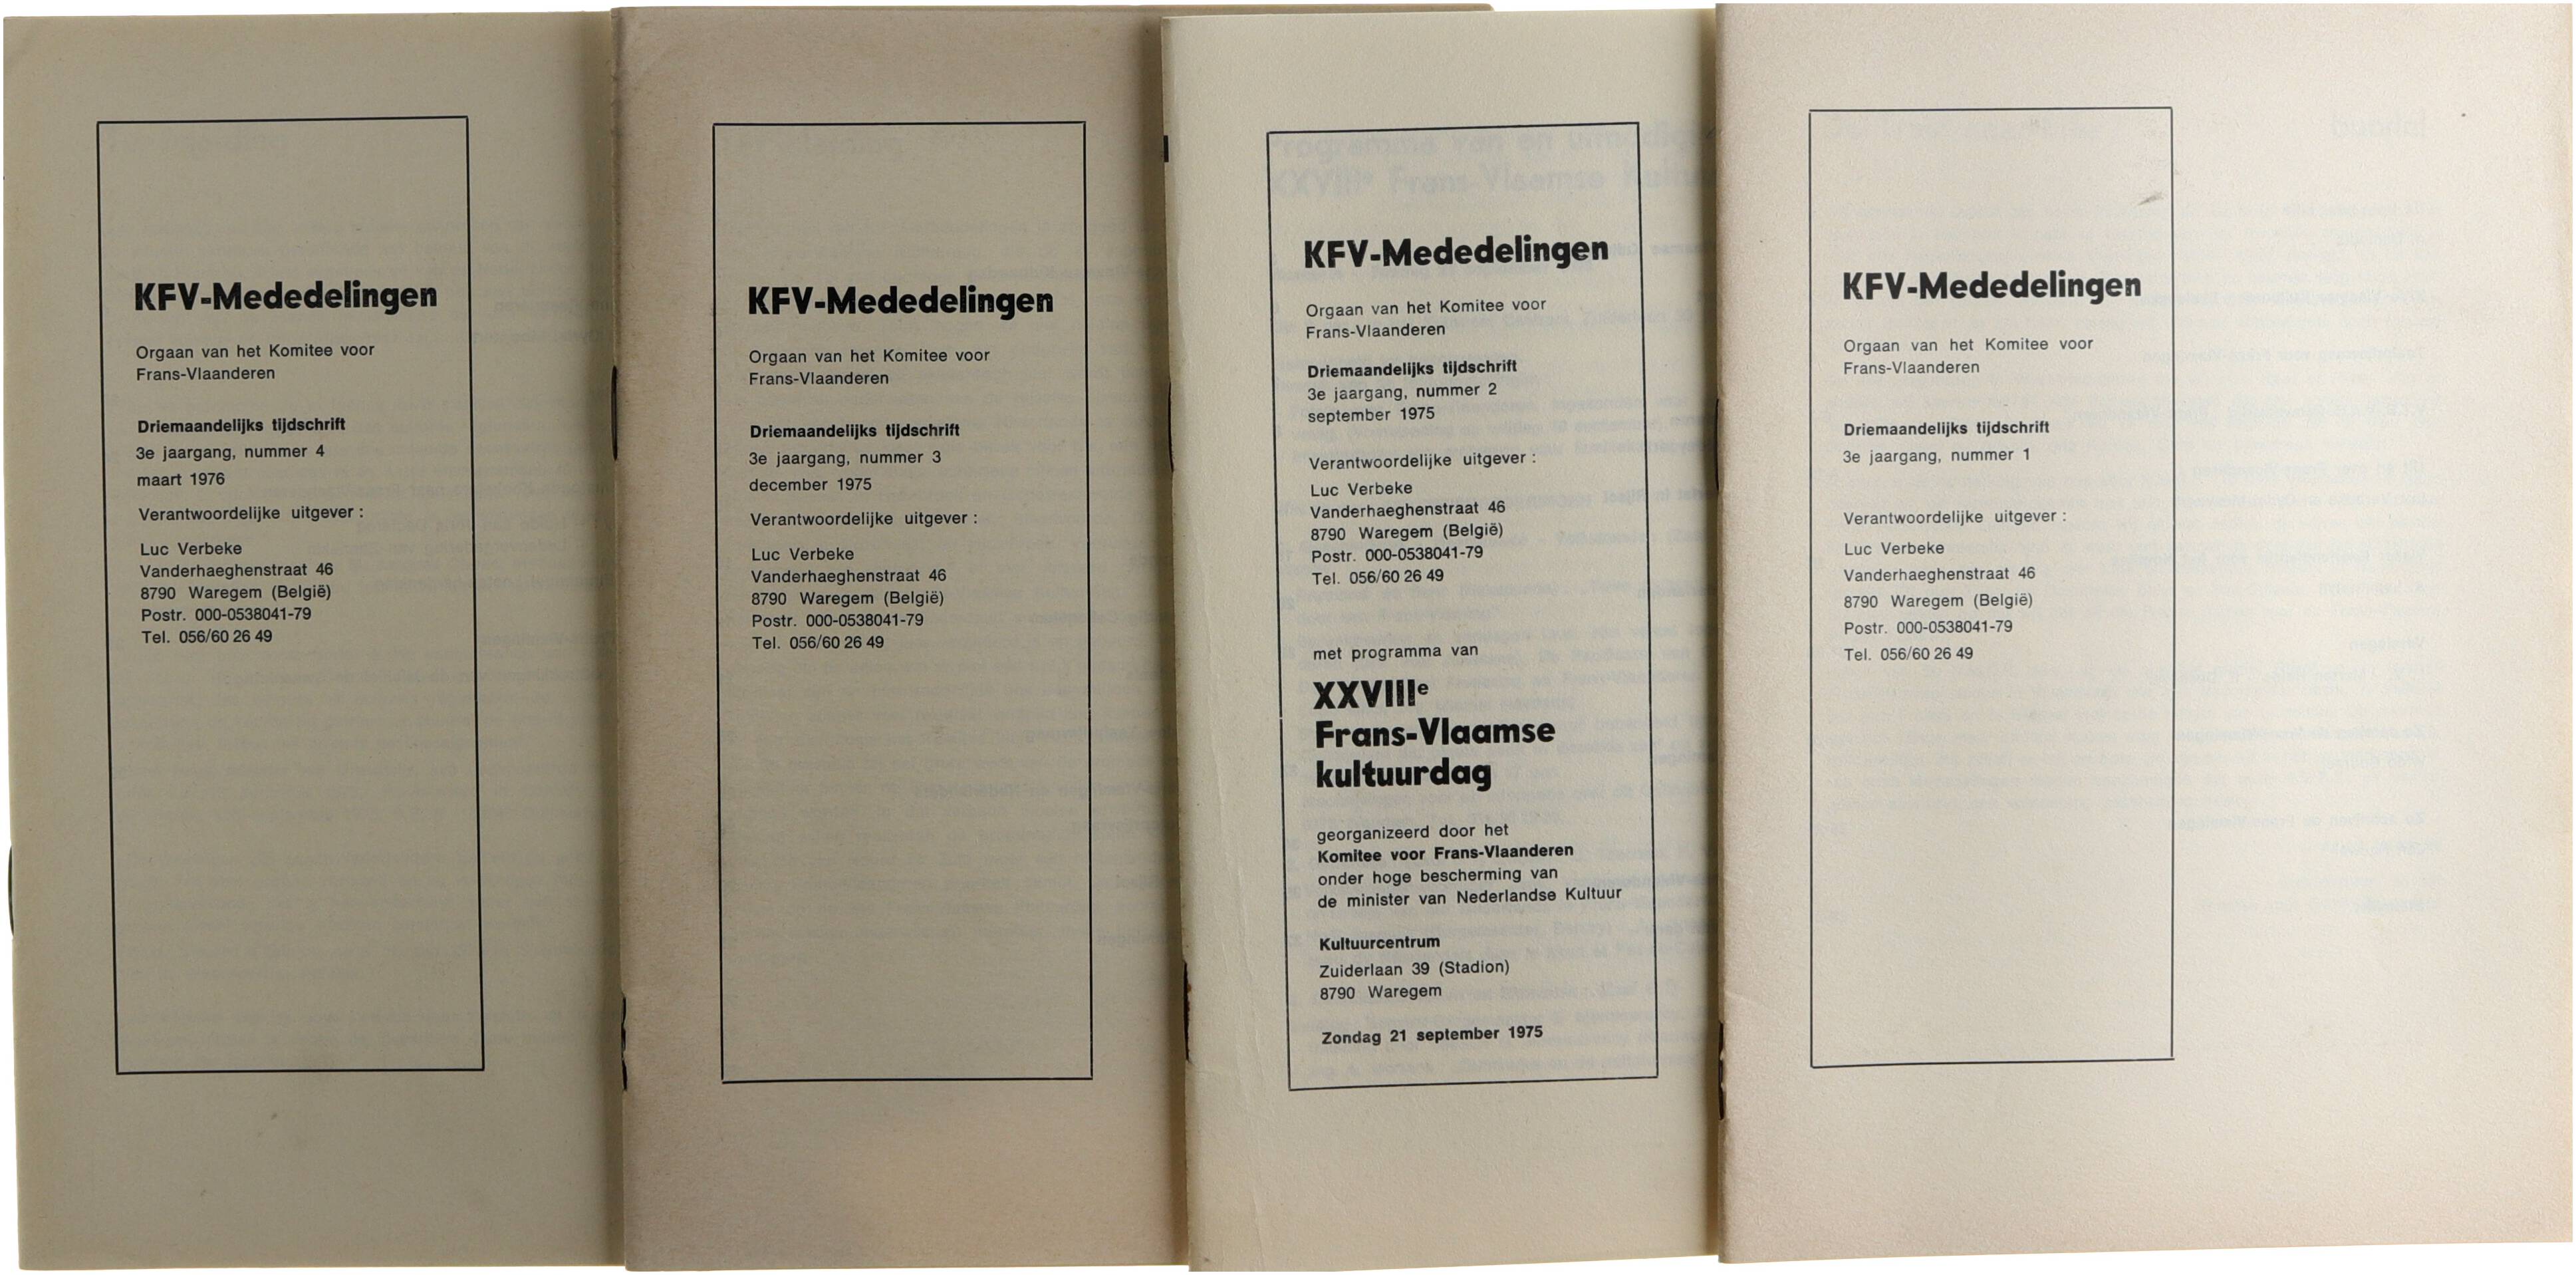 KFV-Mededelingen
Orgaan van het Komitee voor
Frans-Vlaanderen
Driemaandelijks tijdschrift
3e jaargang, nummer 4
maart 1976
Verantwoordelijke uitgever :
Luc Verbeke
Vanderhaeghenstraat 46
8790 Waregem (België)
Postr. 000-0538041-79
Tel. 056/60 26 49
KFV-Mededelingen
Orgaan van het Komitee voor
Frans-Vlaanderen
Driemaandelijks tijdschrift
3e jaargang, nummer 3
december 1975
Verantwoordelijke uitgever :
Luc Verbeke
Vanderhaeghenstraat 46
8790 Waregem (België)
Postr. 000-0538041-79
Tel. 056/60 26 49
KFV-Mededelingen
Orgaan van het Komitee voor
Frans-Vlaanderen
Driemaandelijks tijdschrift
3e jaargang, nummer 2
september 1975
Verantwoordelijke uitgever :
Luc Verbeke
Vanderhaeghenstraat 46
8790 Waregem (België)
Postr. 000-0538041-79
Tel. 056/60 26 49
met programma van
XXVIIIe
Frans-Vlaamse
kultuurdag
georganizeerd door het
Komitee voor Frans-Vlaanderen
onder hoge bescherming van
de minister van Nederlandse Kultuur
Kultuurcentrum
Zuiderlaan 39 (Stadion)
8790 Waregem
Zondag 21 september 1975
KFV-Mededelingen
Orgaan van het Komitee voor
Frans-Vlaanderen
Driemaandelijks tijdschrift
3e jaargang, nummer 1
Verantwoordelijke uitgever :
Luc Verbeke
Vanderhaeghenstraat 46
8790 Waregem (België)
Postr. 000-0538041-79
Tel. 056/60 26 49